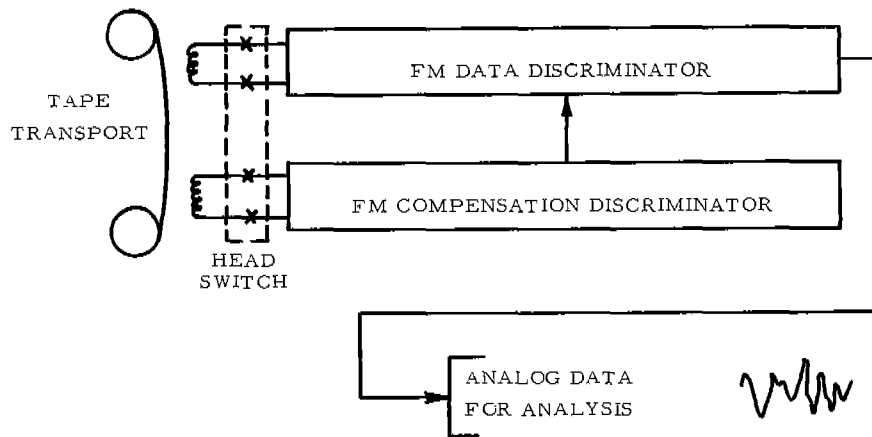 TAPE
TRANSPORT
FM DATA DISCRIMINATOR
FM COMPENSATION DISCRIMINATOR
HEAD
SWITCH
ANALOG DATA
FOR ANALYSIS